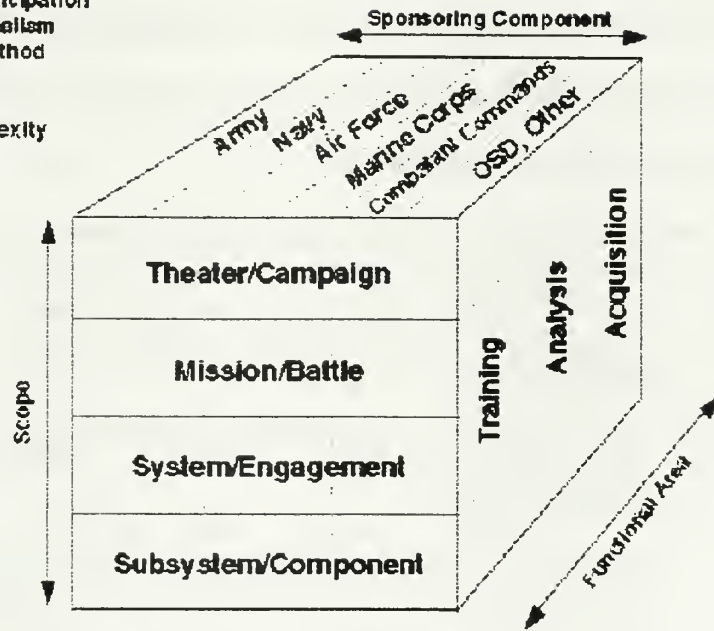 Sponsoring Component
Army
Navy
Air Force
Marine Corps
Combatant Commands
OSD, Other
Theater/Campaign
Mission/Battle
System/Engagement
Subsystem/Component
Scope
Training
Analysis
Acquisition
Functional Area